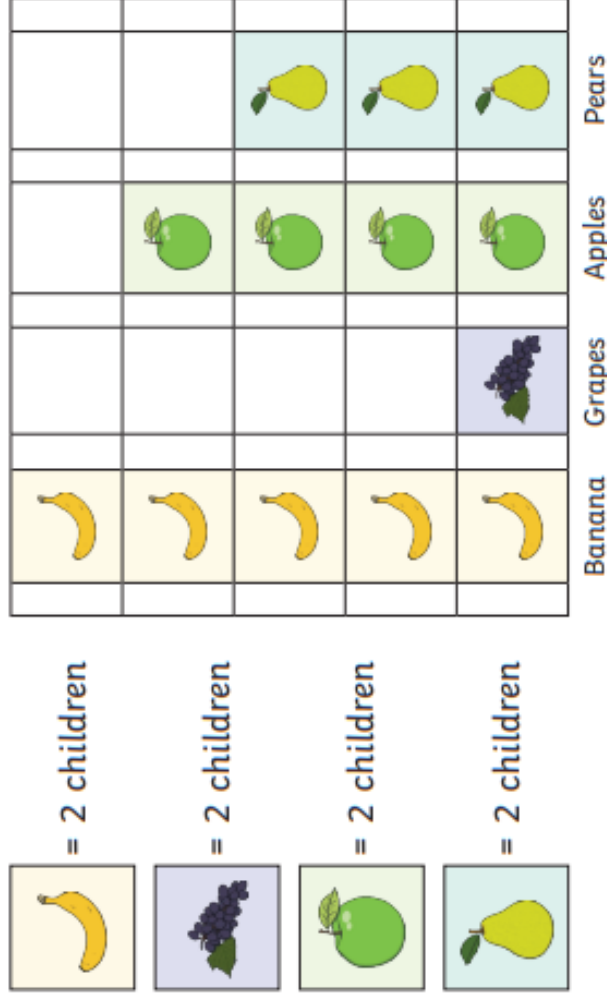 = 2 children
= 2 children
= 2 children
= 2 children
Banana
Grapes
Apples
Pears